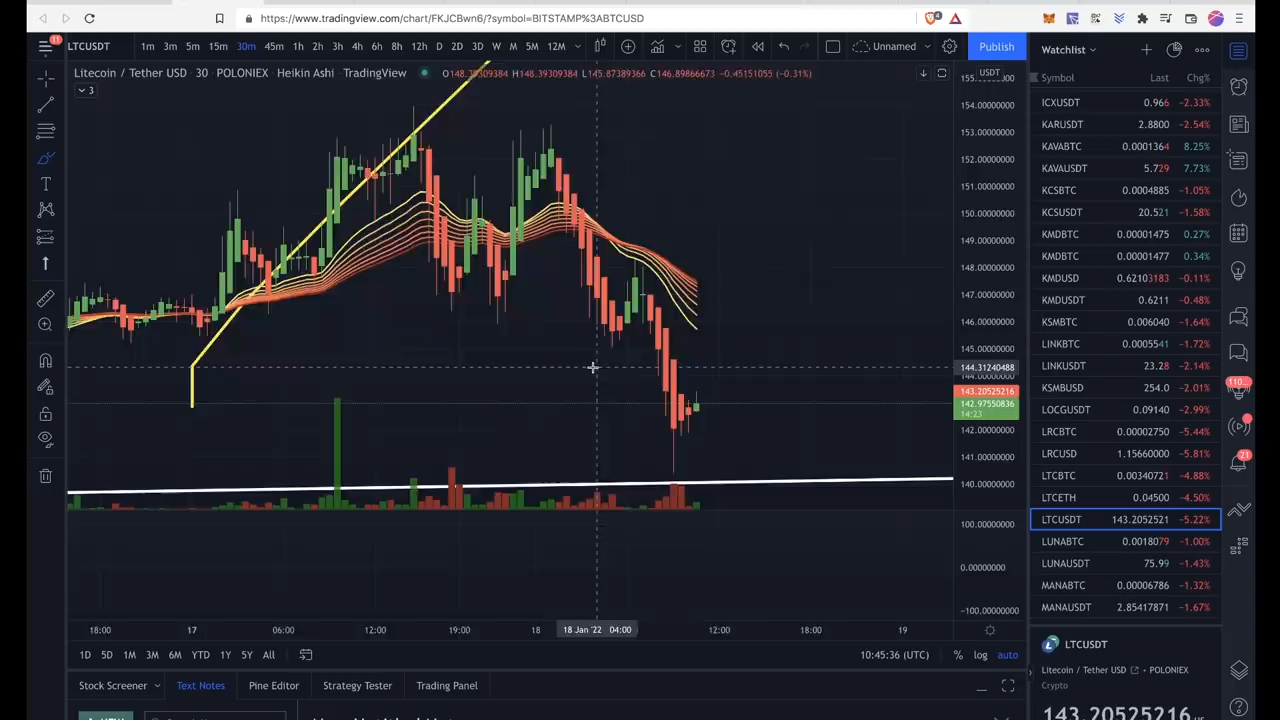 https://www.tradingview.com/chart/FKJCBwn6/?symbol=BITSTAMP%3ABTCUSD
11
LTCUSDT 1m 3m 5m 15m 30m 45m 1h 2h 3h 4h 6h 8h 12h D 2D 3D W M 5M 12M Unnamed Publish
Litecoin / Tether USD · 30 · POLONIEX · Heikin Ashi · TradingView O148.39309384 H148.39309384 L145.87389366 C146.89866673 −0.45151055 (−0.31%)
3
USDT
155.00000000
154.00000000
153.00000000
152.00000000
151.00000000
150.00000000
149.00000000
148.00000000
147.00000000
146.00000000
145.00000000
144.31240488
144.00000000
143.20525216
142.97550836
14:23
142.00000000
141.00000000
140.00000000
100.00000000
0.00000000
−100.00000000
18:00 17 06:00 12:00 19:00 18 18 Jan '22 04:00 12:00 18:00 19
1D 5D 1M 3M 6M YTD 1Y 5Y All 10:45:36 (UTC) % log auto
Stock Screener Text Notes Pine Editor Strategy Tester Trading Panel
Watchlist
Symbol Last Chg%
ICXUSDT 0.966 −2.33%
KARUSDT 2.8800 −2.54%
KAVABTC 0.0001364 8.25%
KAVAUSDT 5.729 7.73%
KCSBTC 0.0004885 −1.05%
KCSUSDT 20.521 −1.58%
KMDBTC 0.00001475 0.27%
KMDBTC 0.00001477 0.34%
KMDUSD 0.62103183 −0.11%
KMDUSDT 0.6211 −0.48%
KSMBTC 0.006040 −1.64%
LINKBTC 0.0005541 −1.72%
LINKUSDT 23.28 −2.14%
KSMBUSD 254.0 −2.01%
LOCGUSDT 0.09140 −2.99%
LRCBTC 0.00002750 −5.44%
LRCUSD 1.15660000 −5.81%
LTCBTC 0.00340721 −4.88%
LTCETH 0.04500 −4.50%
LTCUSDT 143.2052521 −5.22%
LUNABTC 0.0018079 −1.00%
LUNAUSDT 75.99 −1.43%
MANABTC 0.00006786 −1.32%
MANAUSDT 2.85417871 −1.67%
LTCUSDT
Litecoin / Tether USD · POLONIEX
Crypto
143.20525216
110
21